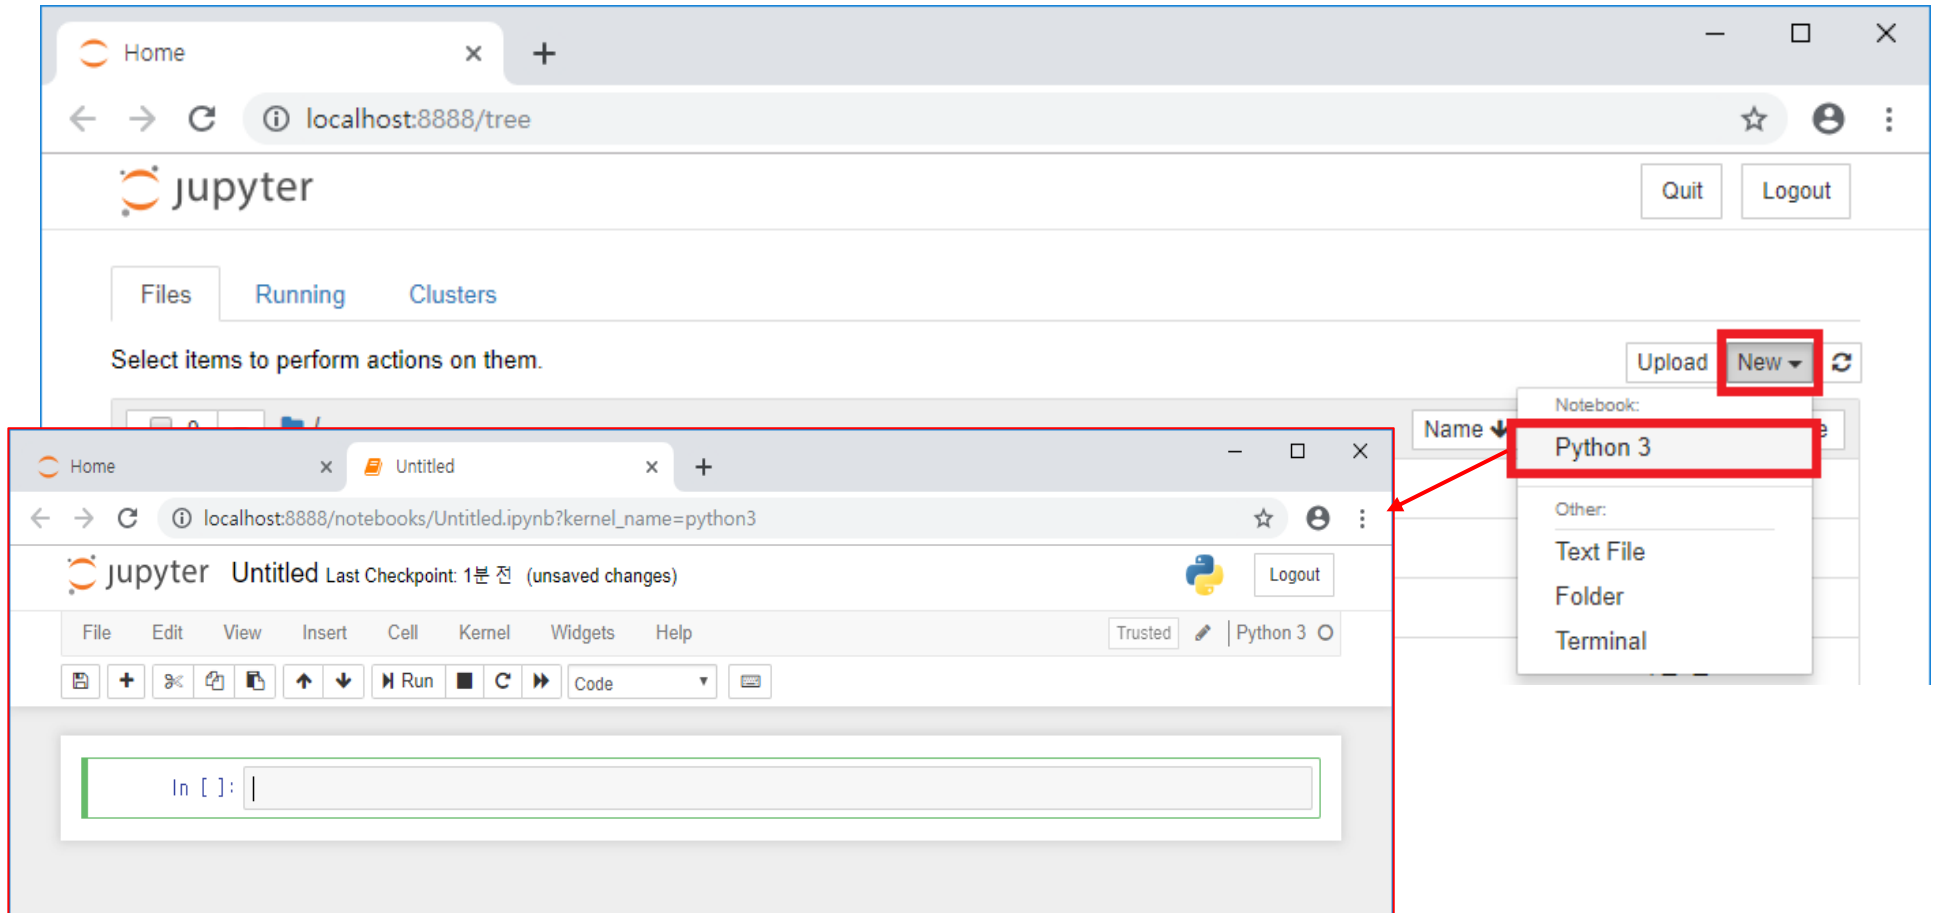 Home
localhost:8888/tree
jupyter
Quit Logout
Files Running Clusters
Select items to perform actions on them.
Upload New
/
Name
Notebook:
Python 3
Other:
Text File
Folder
Terminal
Home Untitled
localhost:8888/notebooks/Untitled.ipynb?kernel_name=python3
jupyter Untitled Last Checkpoint: 1분 전 (unsaved changes)
Logout
File Edit View Insert Cell Kernel Widgets Help
Trusted Python 3
Run Code
In [ ]: